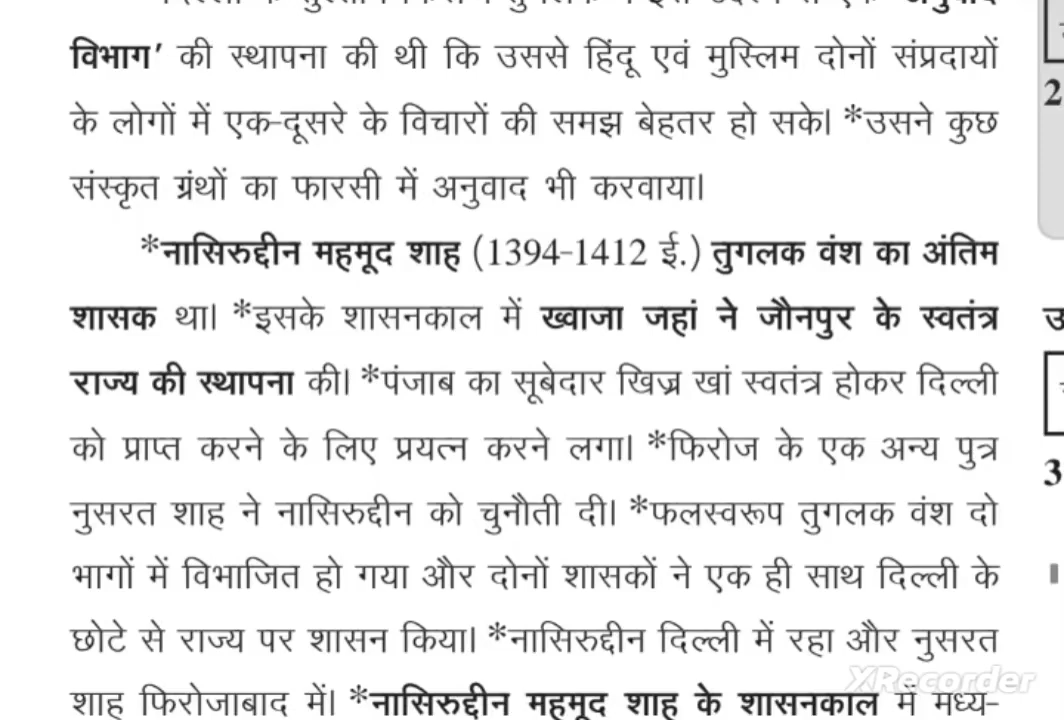 विभाग’ की स्थापना की थी कि उससे हिंदू एवं मुस्लिम दोनों संप्रदायों
के लोगों में एक-दूसरे के विचारों की समझ बेहतर हो सके। *उसने कुछ
संस्कृत ग्रंथों का फारसी में अनुवाद भी करवाया।
*नासिरुद्दीन महमूद शाह (1394-1412 ई.) तुगलक वंश का अंतिम
शासक था। *इसके शासनकाल में ख्वाजा जहां ने जौनपुर के स्वतंत्र
राज्य की स्थापना की। *पंजाब का सूबेदार खिज्र खां स्वतंत्र होकर दिल्ली
को प्राप्त करने के लिए प्रयत्न करने लगा। *फिरोज के एक अन्य पुत्र
नुसरत शाह ने नासिरुद्दीन को चुनौती दी। *फलस्वरूप तुगलक वंश दो
भागों में विभाजित हो गया और दोनों शासकों ने एक ही साथ दिल्ली के
छोटे से राज्य पर शासन किया। *नासिरुद्दीन दिल्ली में रहा और नुसरत
शाह फिरोजाबाद में। *नासिरुद्दीन महमूद शाह के शासनकाल में मध्य-
XRecorder
2
3